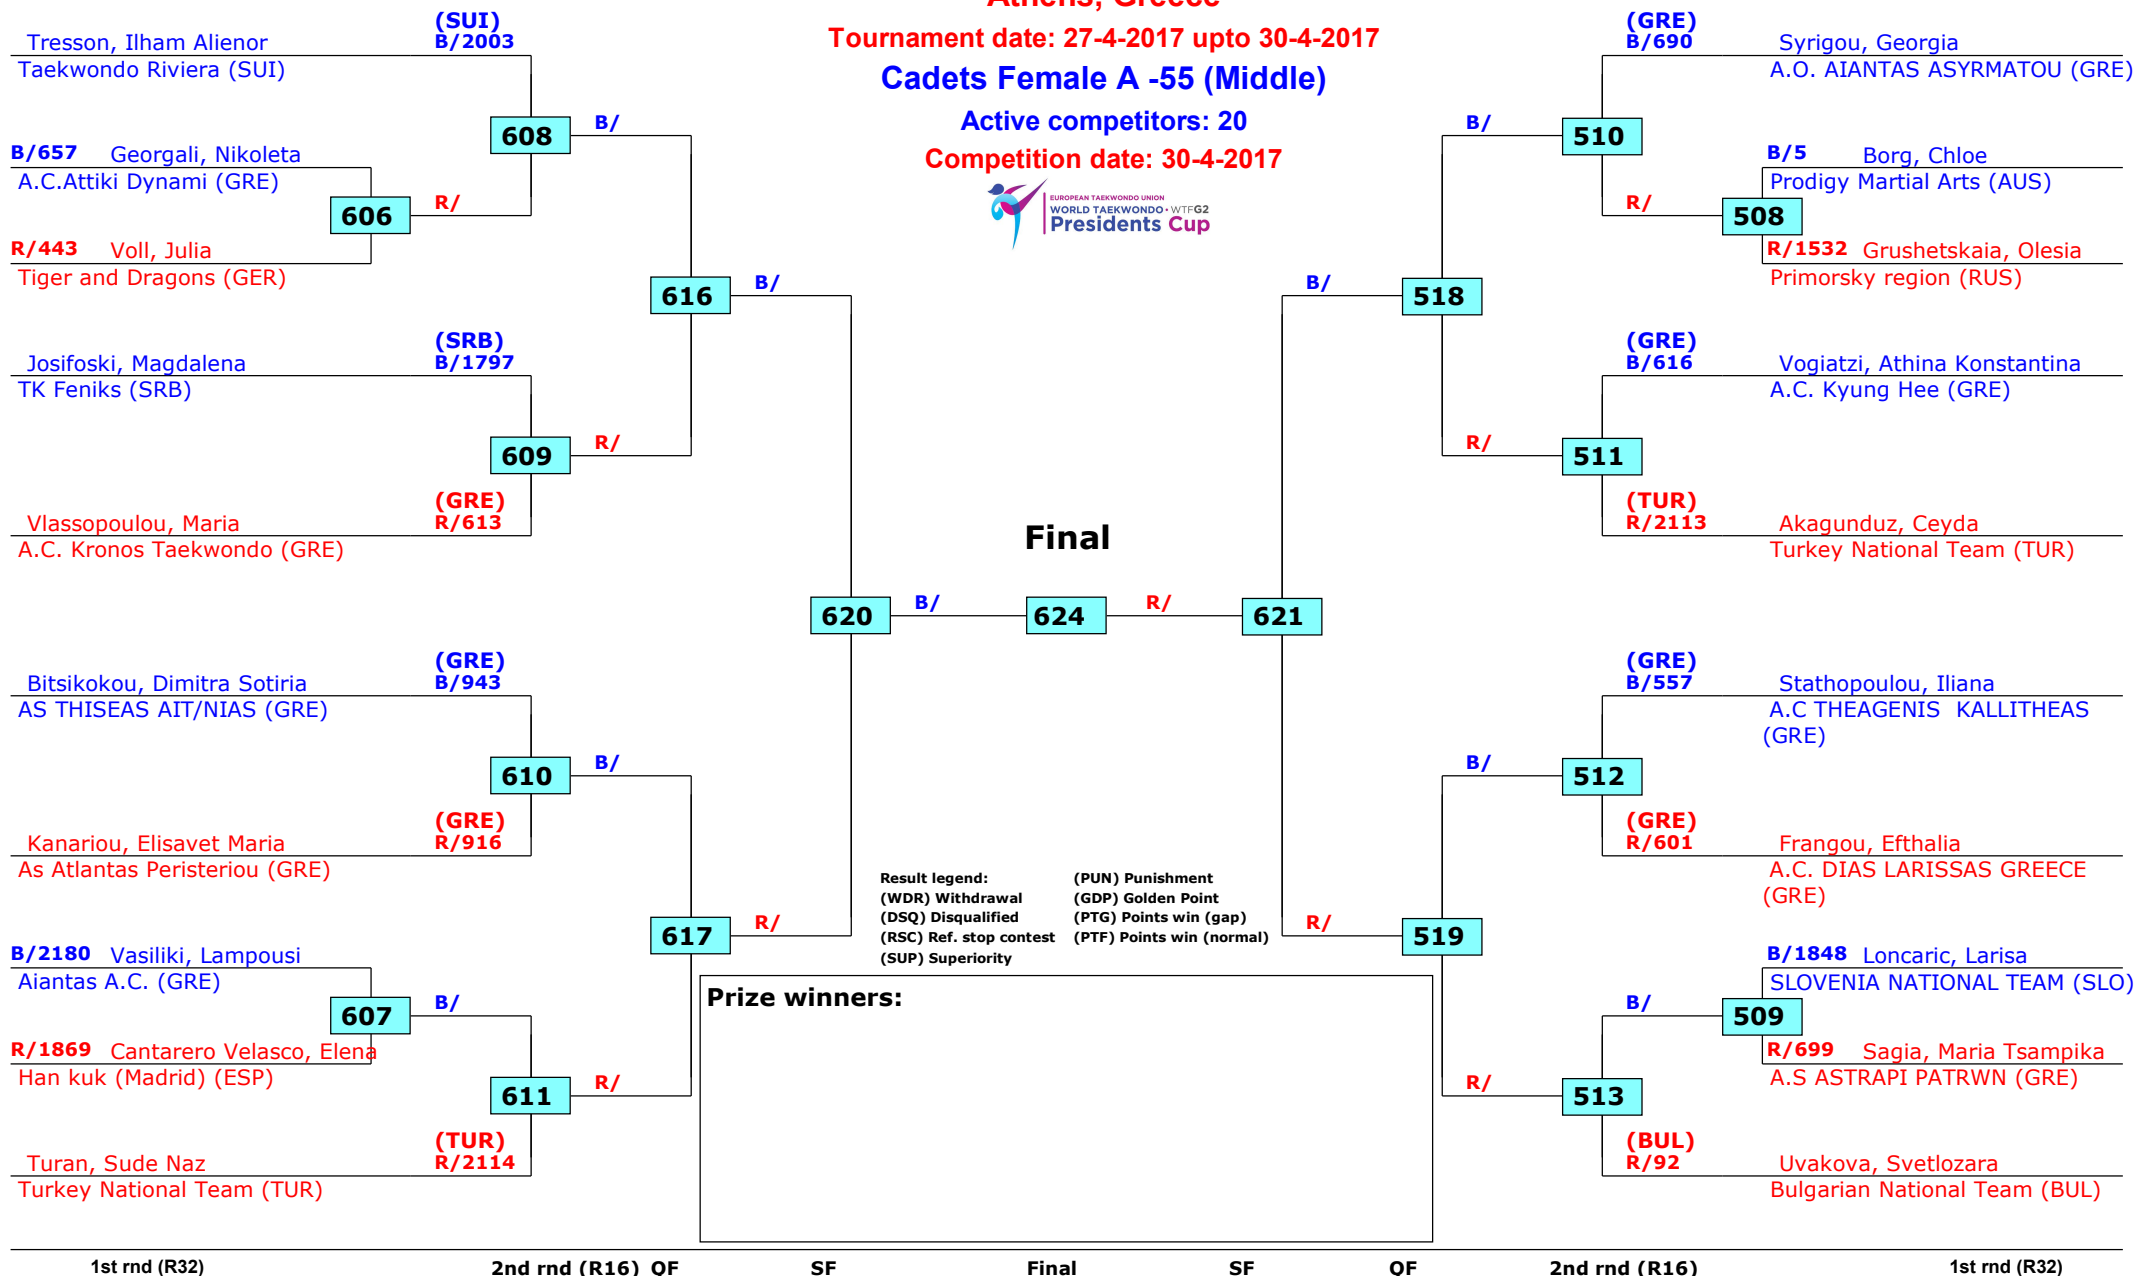 Athens, Greece
Tournament date: 27-4-2017 upto 30-4-2017
Cadets Female A -55 (Middle)
Active competitors: 20
Competition date: 30-4-2017
EUROPEAN TAEKWONDO UNION
WORLD TAEKWONDO • WTFG2
Presidents Cup
(SUI)
Tresson, Ilham Alienor B/2003
Taekwondo Riviera (SUI)
608
B/
B/657 Georgali, Nikoleta
A.C.Attiki Dynami (GRE)
606
R/
R/443 Voll, Julia
Tiger and Dragons (GER)
616
B/
(SRB)
Josifoski, Magdalena B/1797
TK Feniks (SRB)
609
R/
(GRE)
Vlassopoulou, Maria R/613
A.C. Kronos Taekwondo (GRE)
620
B/
(GRE)
Bitsikokou, Dimitra Sotiria B/943
AS THISEAS AIT/NIAS (GRE)
610
B/
(GRE)
Kanariou, Elisavet Maria R/916
As Atlantas Peristeriou (GRE)
617
R/
B/2180 Vasiliki, Lampousi
Aiantas A.C. (GRE)
607
B/
R/1869 Cantarero Velasco, Elena
Han kuk (Madrid) (ESP)
611
R/
(TUR)
Turan, Sude Naz R/2114
Turkey National Team (TUR)
Final
624
R/
621
(GRE)
B/690 Syrigou, Georgia
A.O. AIANTAS ASYRMATOU (GRE)
B/
510
B/5 Borg, Chloe
Prodigy Martial Arts (AUS)
R/
508
R/1532 Grushetskaia, Olesia
Primorsky region (RUS)
B/
518
(GRE)
B/616 Vogiatzi, Athina Konstantina
A.C. Kyung Hee (GRE)
R/
511
(TUR)
R/2113 Akagunduz, Ceyda
Turkey National Team (TUR)
(GRE)
B/557 Stathopoulou, Iliana
A.C THEAGENIS KALLITHEAS
(GRE)
B/
512
(GRE)
R/601 Frangou, Efthalia
A.C. DIAS LARISSAS GREECE
(GRE)
R/
519
B/1848 Loncaric, Larisa
SLOVENIA NATIONAL TEAM (SLO)
B/
509
R/699 Sagia, Maria Tsampika
A.S ASTRAPI PATRWN (GRE)
R/
513
(BUL)
R/92 Uvakova, Svetlozara
Bulgarian National Team (BUL)
Result legend: (PUN) Punishment
(WDR) Withdrawal (GDP) Golden Point
(DSQ) Disqualified (PTG) Points win (gap)
(RSC) Ref. stop contest (PTF) Points win (normal)
(SUP) Superiority
Prize winners:
1st rnd (R32) 2nd rnd (R16) QF SF Final SF QF 2nd rnd (R16) 1st rnd (R32)